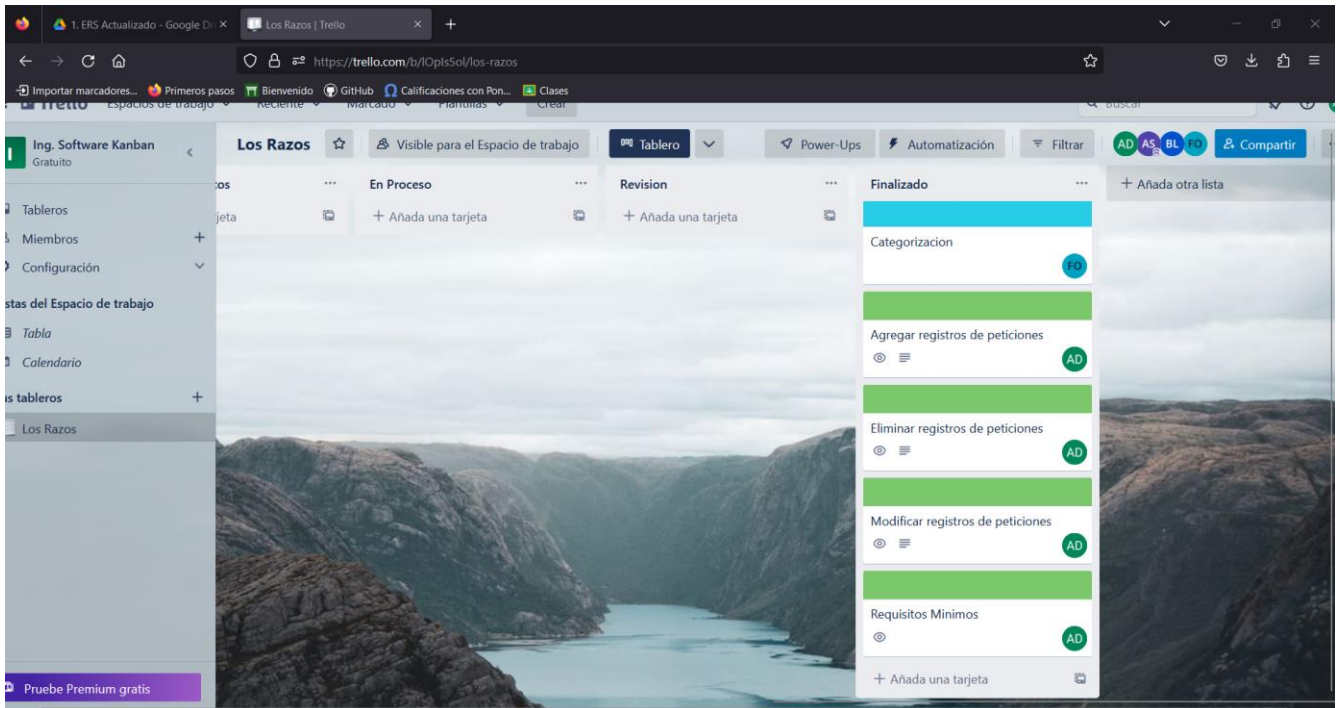 1. ERS Actualizado - Google Dr
Los Razos | Trello
https://trello.com/b/lOpIs5ol/los-razos
Importar marcadores...
Primeros pasos
Bienvenido
GitHub
Calificaciones con Pon...
Clases
Trello
Espacios de trabajo
Reciente
Marcado
Plantillas
Crear
Buscar
Ing. Software Kanban
Gratuito
Los Razos
Visible para el Espacio de trabajo
Tablero
Power-Ups
Automatización
Filtrar
AD
AS
BL
FO
Compartir
Tableros
Miembros
Configuración
stas del Espacio de trabajo
Tabla
Calendario
us tableros
Los Razos
Pruebe Premium gratis
tos
jeta
En Proceso
Añada una tarjeta
Revision
Añada una tarjeta
Finalizado
Categorizacion
FO
Agregar registros de peticiones
AD
Eliminar registros de peticiones
AD
Modificar registros de peticiones
AD
Requisitos Minimos
AD
Añada una tarjeta
Añada otra lista